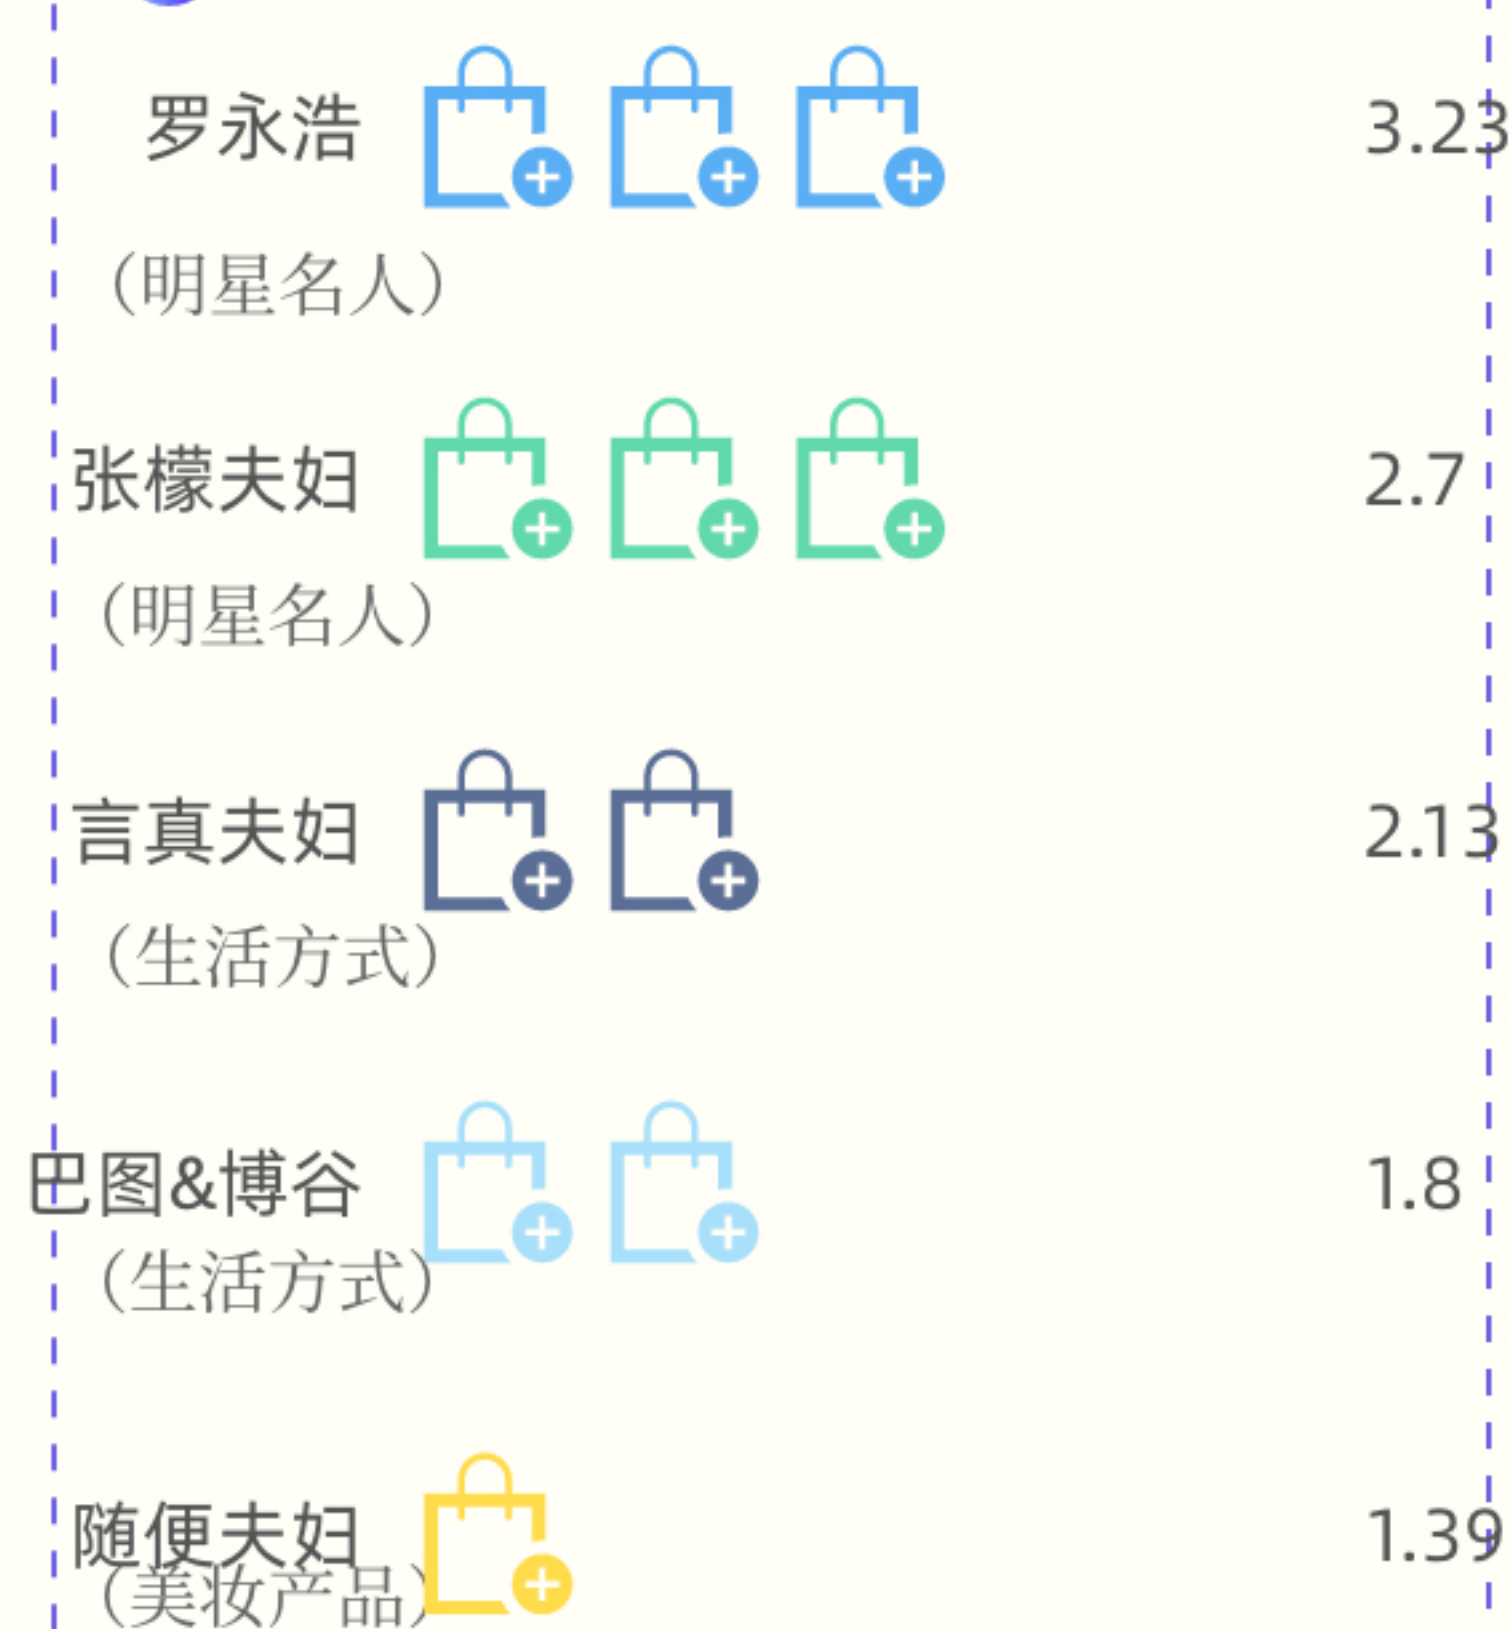 罗永浩 3.23
（明星名人）
张檬夫妇 2.7
（明星名人）
言真夫妇 2.13
（生活方式）
巴图&博谷 1.8
（生活方式）
随便夫妇 1.39
（美妆产品）